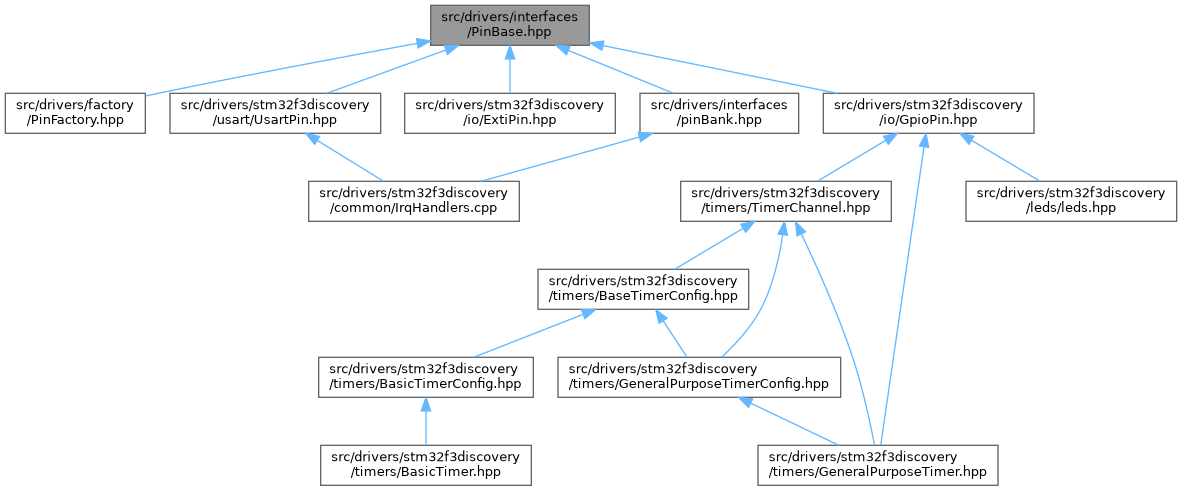 src/drivers/interfaces
/PinBase.hpp
src/drivers/factory
/PinFactory.hpp
src/drivers/stm32f3discovery
/usart/UsartPin.hpp
src/drivers/stm32f3discovery
/io/ExtiPin.hpp
src/drivers/interfaces
/pinBank.hpp
src/drivers/stm32f3discovery
/io/GpioPin.hpp
src/drivers/stm32f3discovery
/common/IrqHandlers.cpp
src/drivers/stm32f3discovery
/timers/TimerChannel.hpp
src/drivers/stm32f3discovery
/leds/leds.hpp
src/drivers/stm32f3discovery
/timers/BaseTimerConfig.hpp
src/drivers/stm32f3discovery
/timers/BasicTimerConfig.hpp
src/drivers/stm32f3discovery
/timers/GeneralPurposeTimerConfig.hpp
src/drivers/stm32f3discovery
/timers/BasicTimer.hpp
src/drivers/stm32f3discovery
/timers/GeneralPurposeTimer.hpp